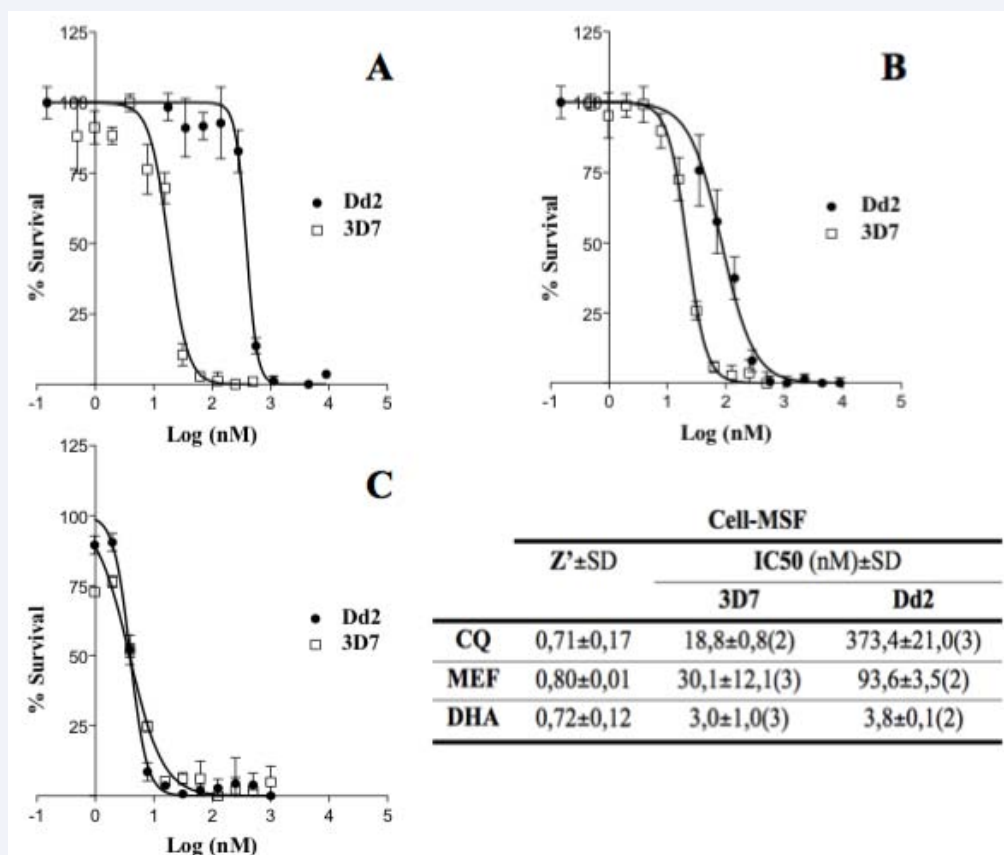 A
125
100
75
50
25
% Survival
Dd2
3D7
-1 0 1 2 3 4 5
Log (nM)
B
125
100
75
50
25
% Survival
Dd2
3D7
-1 0 1 2 3 4 5
Log (nM)
C
125
100
75
50
25
% Survival
Dd2
3D7
-1 0 1 2 3 4 5
Log (nM)
Cell-MSF
Z'±SD IC50 (nM)±SD
3D7 Dd2
CQ 0,71±0,17 18,8±0,8(2) 373,4±21,0(3)
MEF 0,80±0,01 30,1±12,1(3) 93,6±3,5(2)
DHA 0,72±0,12 3,0±1,0(3) 3,8±0,1(2)